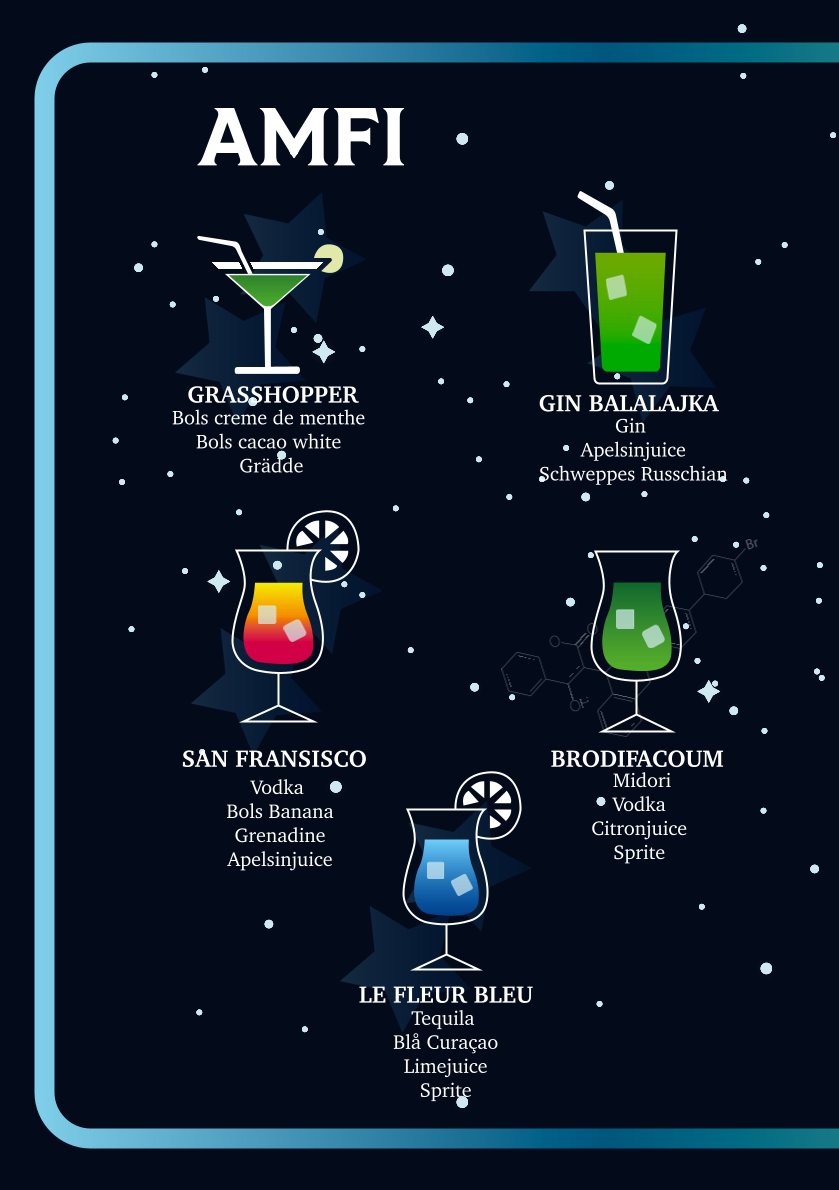 AMFI
GRASSHOPPER
Bols creme de menthe
Bols cacao white
Grädde
GIN BALALAJKA
Gin
Apelsinjuice
Schweppes Russchian
SAN FRANSISCO
Vodka
Bols Banana
Grenadine
Apelsinjuice
Br
O
O
O
BRODIFACOUM
Midori
Vodka
Citronjuice
Sprite
LE FLEUR BLEU
Tequila
Blå Curaçao
Limejuice
Sprite